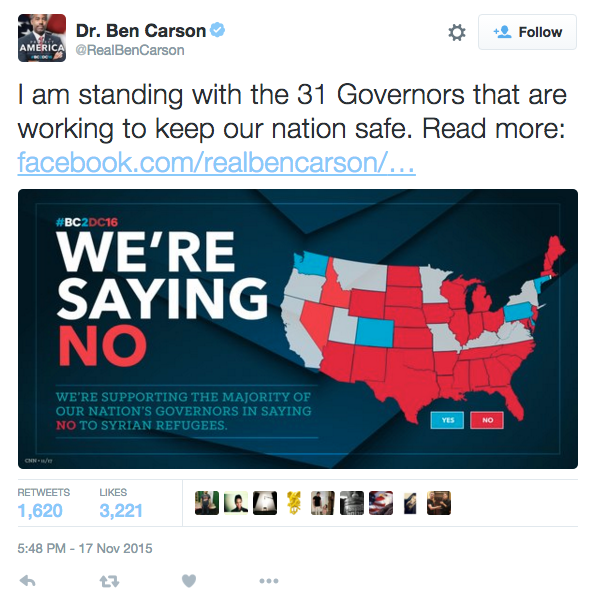 Dr. Ben Carson
@RealBenCarson
Follow
AMERICA
I am standing with the 31 Governors that are
working to keep our nation safe. Read more:
facebook.com/realbencarson/…
#BC2DC16
WE'RE
SAYING
NO
WE'RE SUPPORTING THE MAJORITY OF
OUR NATION'S GOVERNORS IN SAYING
NO TO SYRIAN REFUGEES.
YES
NO
CNN • 11/17
RETWEETS
LIKES
1,620
3,221
5:48 PM - 17 Nov 2015